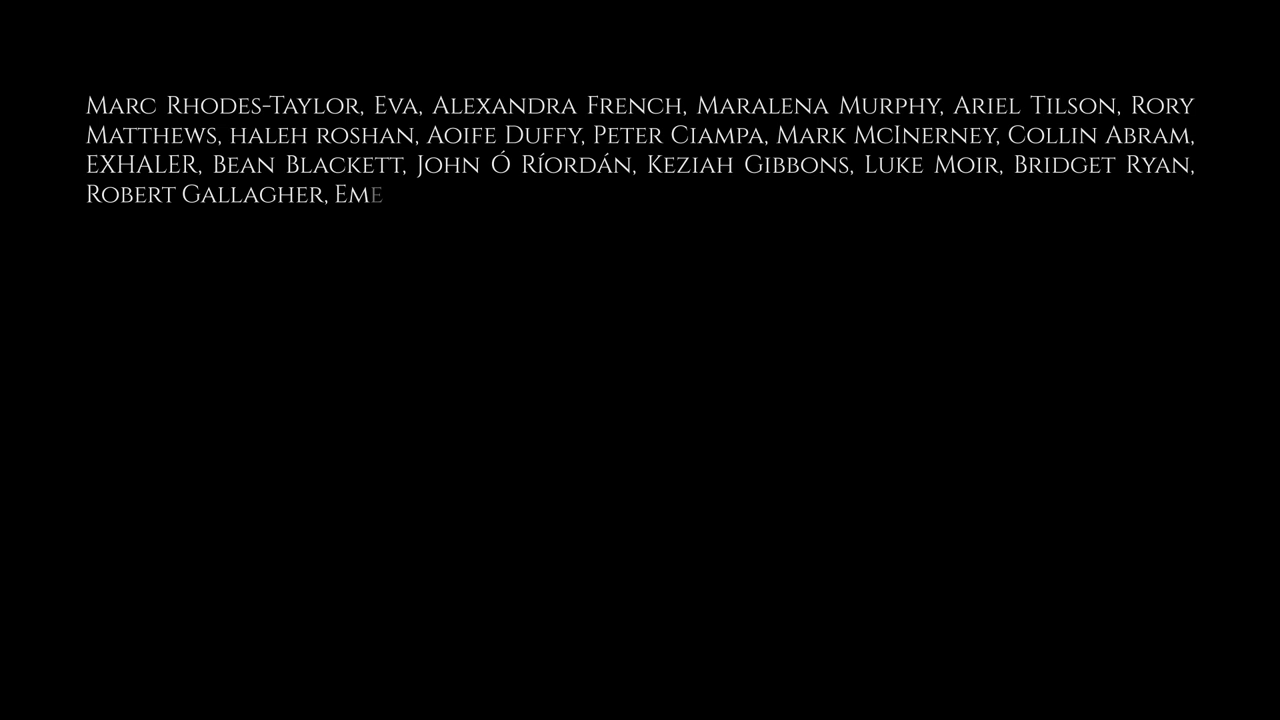 Marc Rhodes-Taylor, Eva, Alexandra French, Maralena Murphy, Ariel Tilson, Rory
Matthews, haleh roshan, Aoife Duffy, Peter Ciampa, Mark McInerney, Collin Abram,
EXHALER, Bean Blackett, John Ó Ríordán, Keziah Gibbons, Luke Moir, Bridget Ryan,
Robert Gallagher, Eme